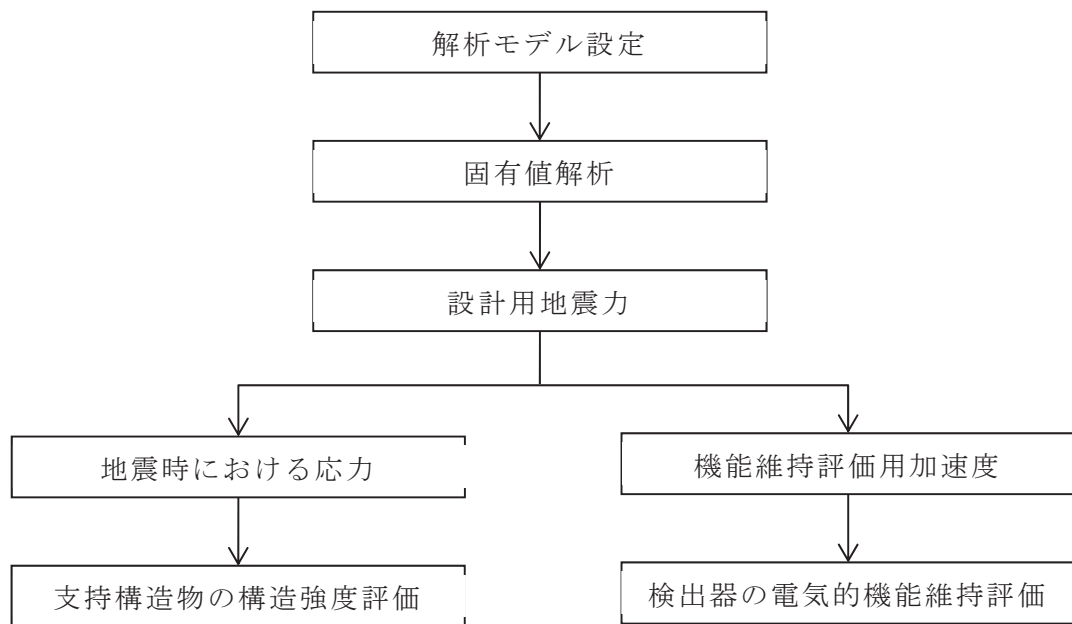 解析モデル設定
固有値解析
設計用地震力
地震時における応力
機能維持評価用加速度
支持構造物の構造強度評価
検出器の電気的機能維持評価